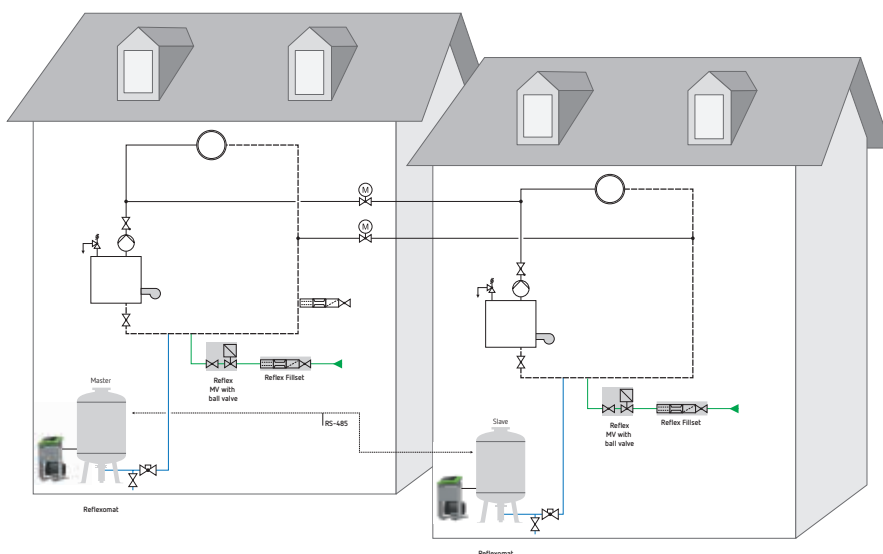 M
M
Master
Reflex
MV with
ball valve
Reflex Fillset
RS-485
Slave
Reflex
MV with
ball valve
Reflex Fillset
Reflexomat
Reflexomat